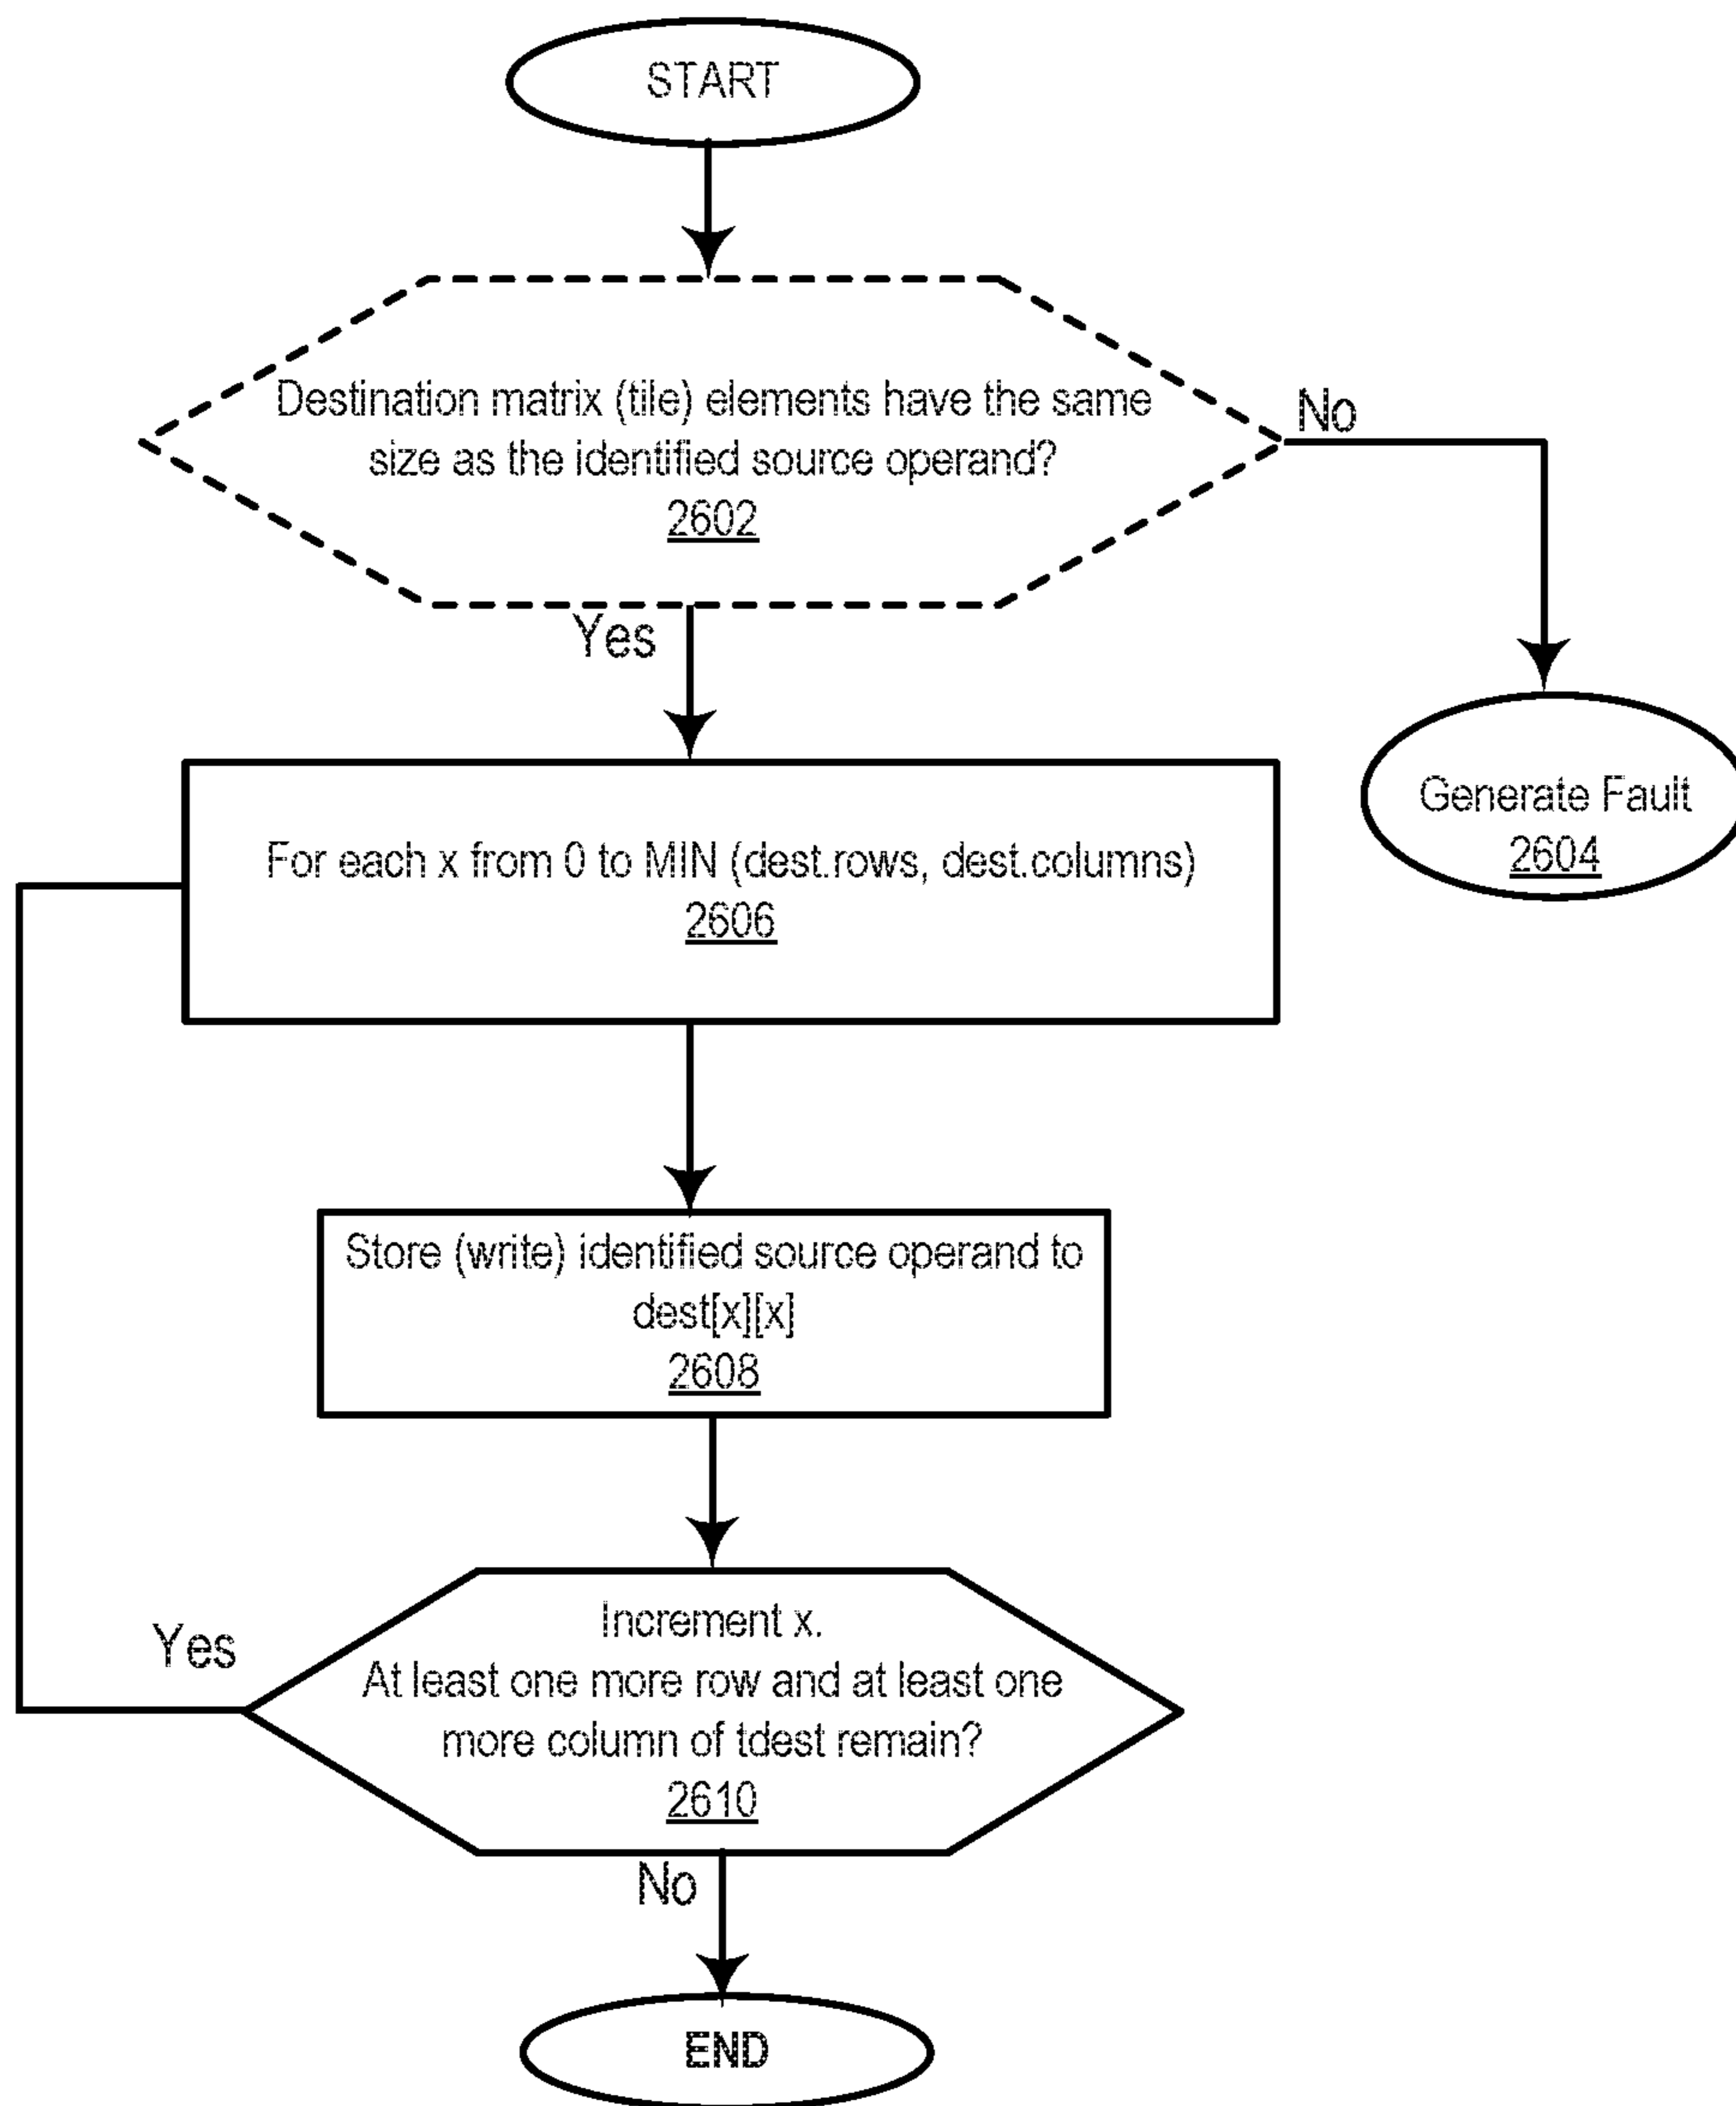 START
Destination matrix (tile) elements have the same
size as the identified source operand?
2602
No
Yes
Generate Fault
2604
For each x from 0 to MIN (dest.rows, dest.columns)
2606
Store (write) identified source operand to
dest[x][x]
2608
Increment x.
At least one more row and at least one
more column of tdest remain?
2610
Yes
No
END